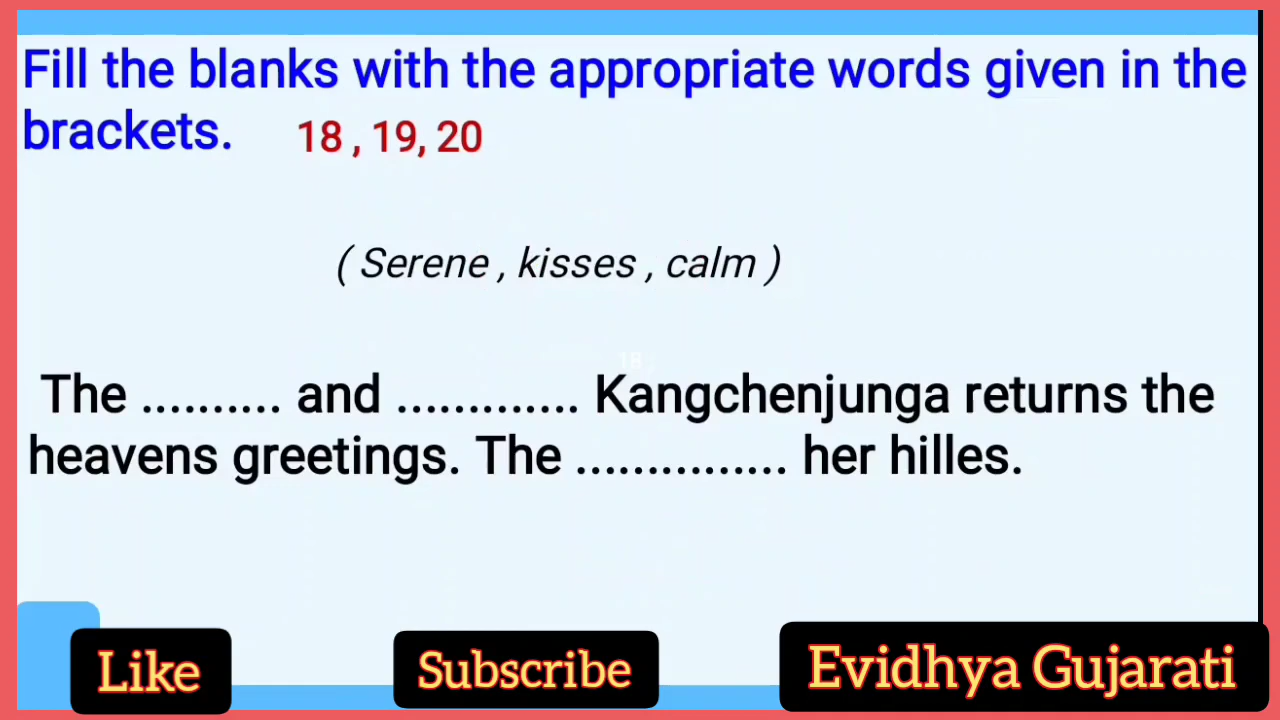 Fill the blanks with the appropriate words given in the
brackets. 18 , 19, 20
( Serene , kisses , calm )
18
The .......... and ............. Kangchenjunga returns the
heavens greetings. The ............... her hilles.
Like Subscribe Evidhya Gujarati